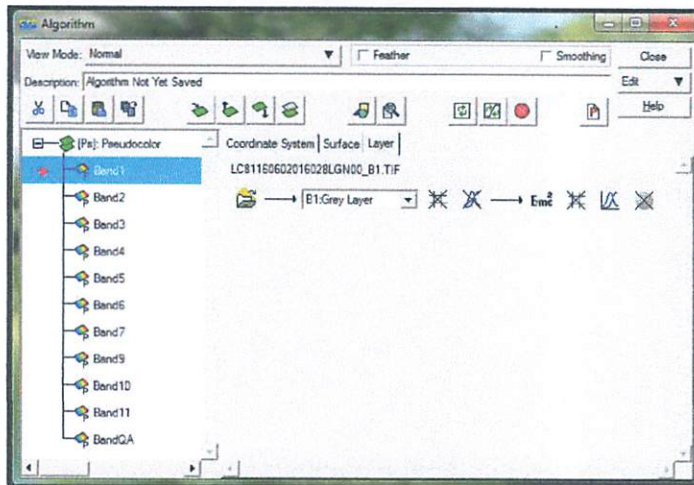 Algorithm
View Mode: Normal
Feather
Smoothing
Close
Description: Algorithm Not Yet Saved
Edit
Help
[Ps]: Pseudocolor
Band1
Band2
Band3
Band4
Band5
Band6
Band7
Band9
Band10
Band11
BandQA
Coordinate System Surface Layer
LC81160602016028LGN00_B1.TIF
B1:Grey Layer
Emc²